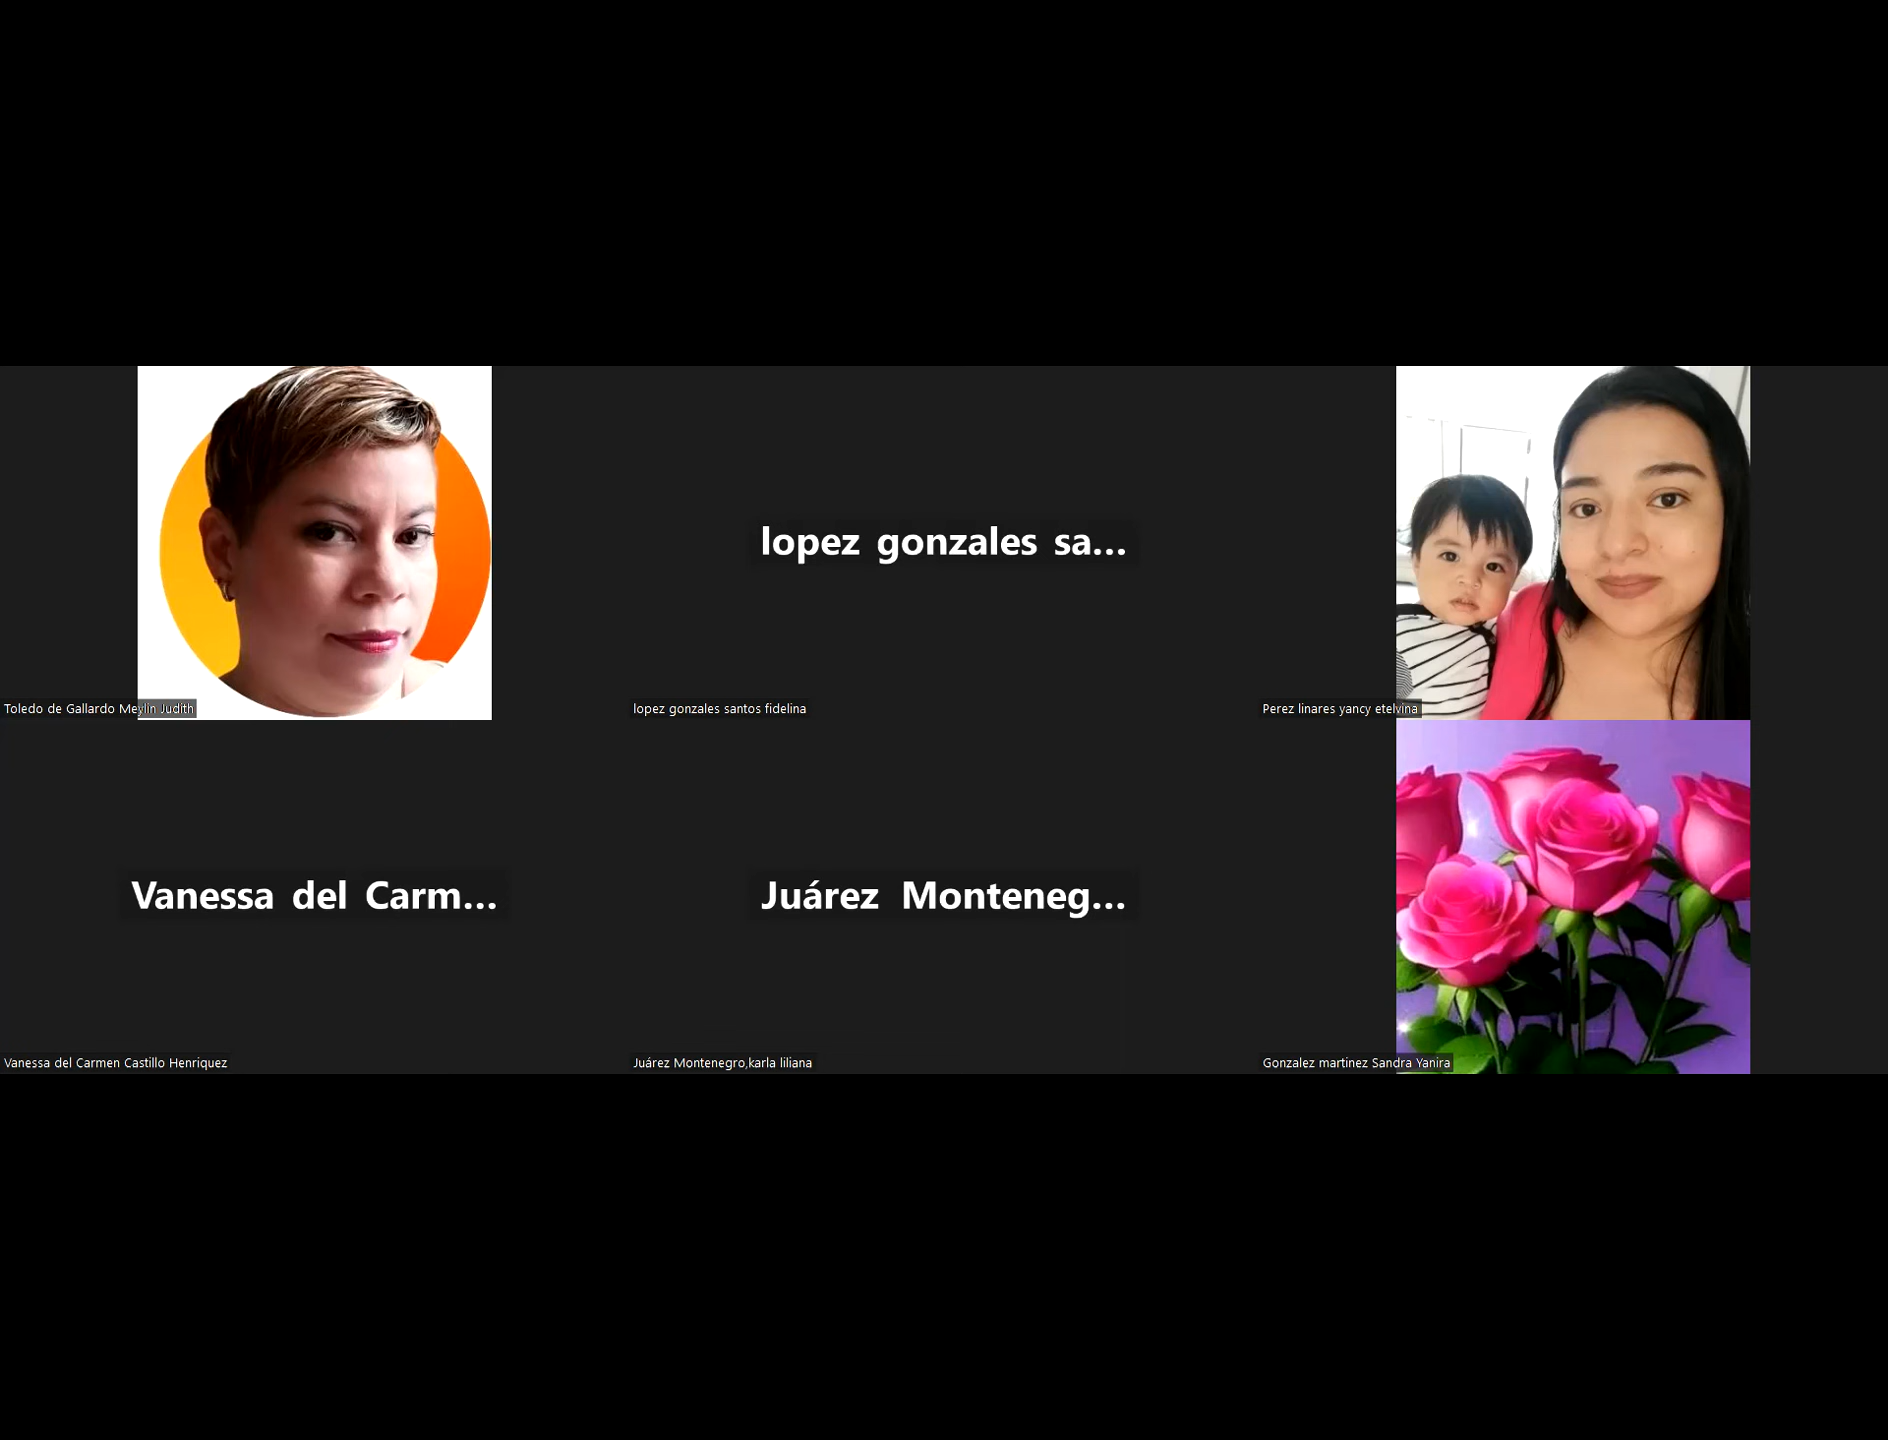 lopez gonzales sa...
Toledo de Gallardo Meylin Judith
lopez gonzales santos fidelina
Perez linares yancy etelvina
Vanessa del Carm...
Juárez Monteneg...
Vanessa del Carmen Castillo Henriquez
Juárez Montenegro,karla liliana
Gonzalez martinez Sandra Yanira